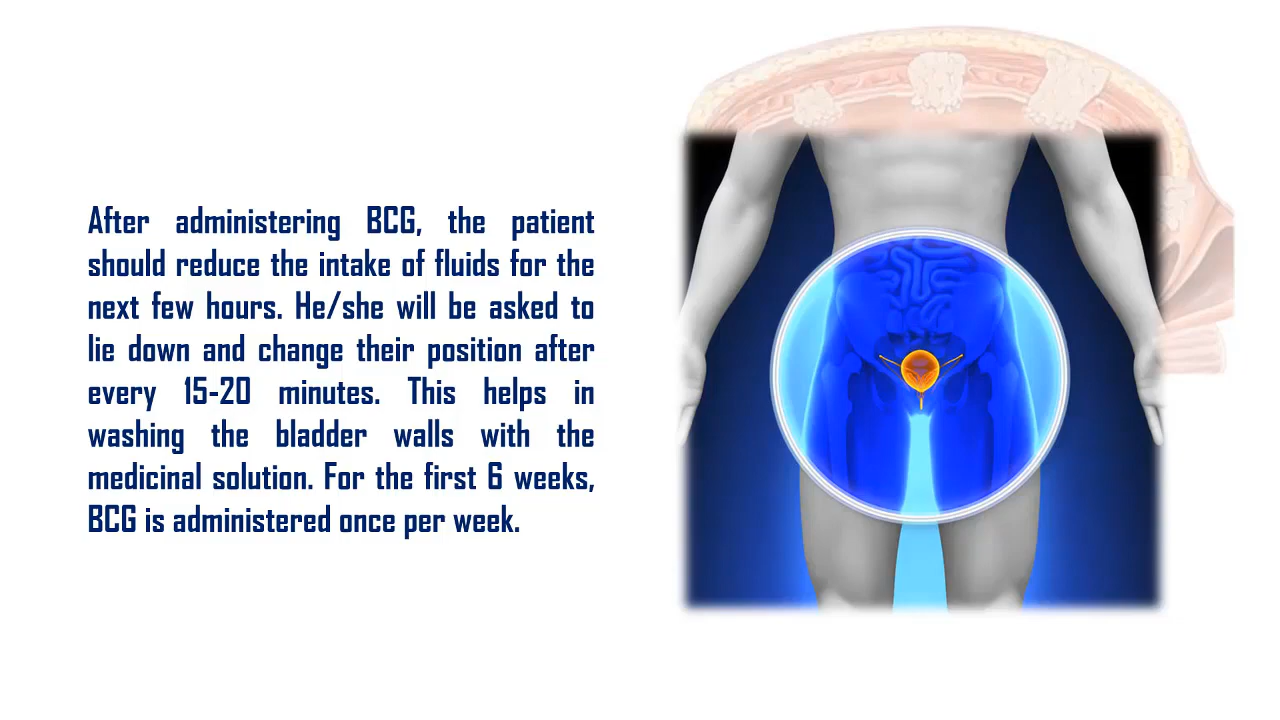 After administering BCG, the patient
should reduce the intake of fluids for the
next few hours. He/she will be asked to
lie down and change their position after
every 15-20 minutes. This helps in
washing the bladder walls with the
medicinal solution. For the first 6 weeks,
BCG is administered once per week.